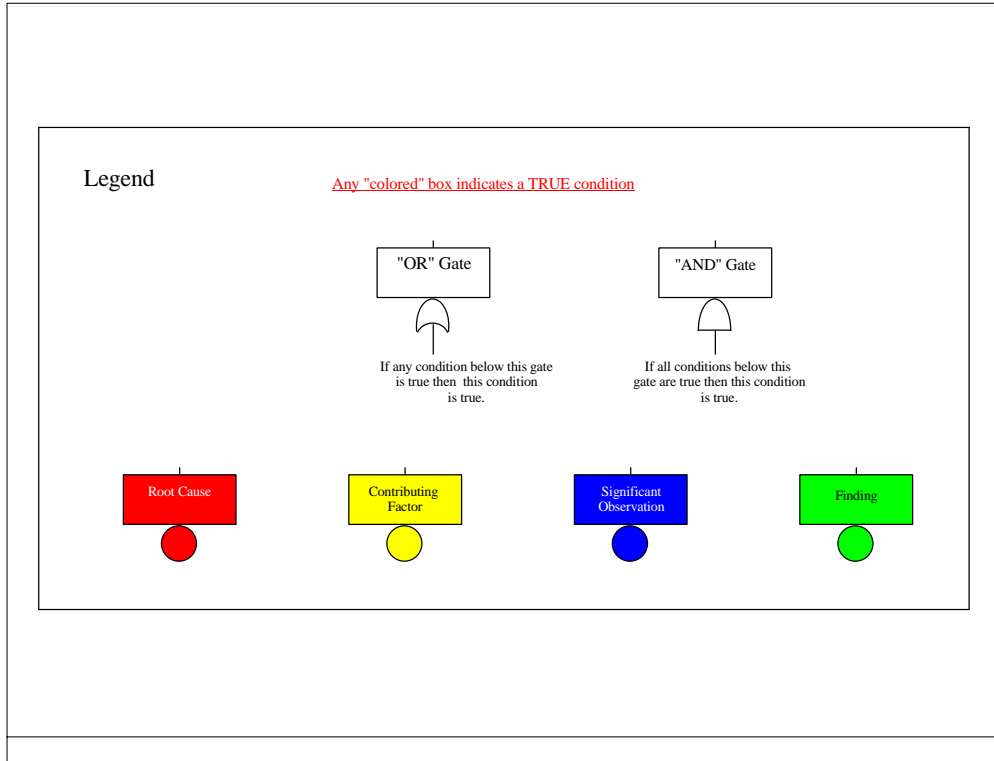 Legend
Any "colored" box indicates a TRUE condition
"OR" Gate
"AND" Gate
If any condition below this gate
is true then  this condition
is true.
If all conditions below this
gate are true then this condition
is true.
Root Cause
Contributing
Factor
Significant
Observation
Finding